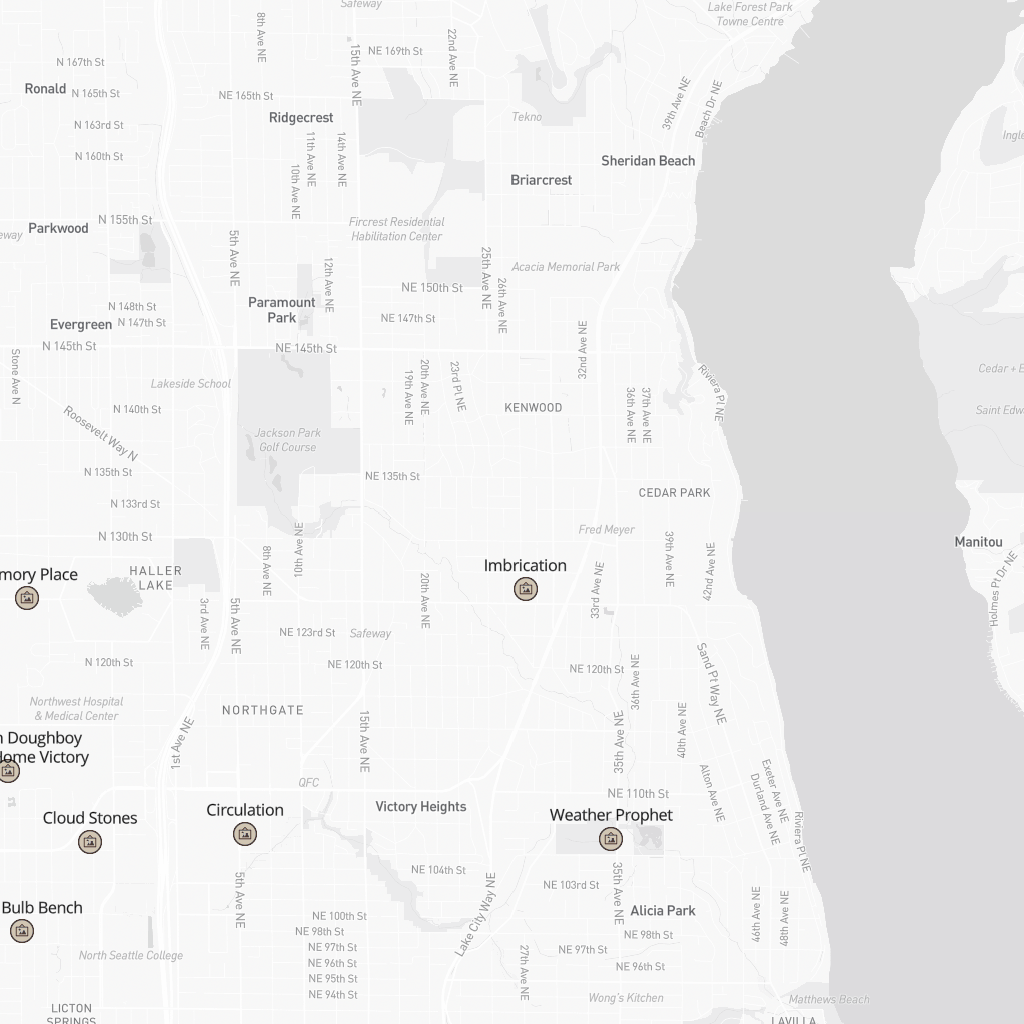 Safeway
Lake Forest Park
Towne Centre
8th Ave NE
15th Ave NE
NE 169th St
22nd Ave NE
N 167th St
Ronald
N 165th St
NE 165th St
39th Ave NE
Beach Dr NE
Ridgecrest
Tekno
N 163rd St
11th Ave NE
14th Ave NE
N 160th St
10th Ave NE
Sheridan Beach
Briarcrest
N 155th St
Parkwood
eway
Fircrest Residential
Habilitation Center
5th Ave NE
12th Ave NE
25th Ave NE
26th Ave NE
Acacia Memorial Park
NE 150th St
Paramount
Park
N 148th St
Evergreen
N 147th St
NE 147th St
N 145th St
NE 145th St
32nd Ave NE
Stone Ave N
Lakeside School
19th Ave NE
20th Ave NE
23rd Pl NE
36th Ave NE
37th Ave NE
Riviera Pl NE
Cedar + E
Saint Edw
N 140th St
KENWOOD
Roosevelt Way N
Jackson Park
Golf Course
N 135th St
NE 135th St
CEDAR PARK
N 133rd St
N 130th St
10th Ave NE
Fred Meyer
39th Ave NE
42nd Ave NE
Manitou
Holmes Pt Dr NE
mory Place
HALLER
LAKE
8th Ave NE
20th Ave NE
Imbrication
33rd Ave NE
3rd Ave NE
5th Ave NE
NE 123rd St
Safeway
N 120th St
NE 120th St
NE 120th St
36th Ave NE
Sand Pt Way NE
Northwest Hospital
& Medical Center
NORTHGATE
1st Ave NE
15th Ave NE
35th Ave NE
40th Ave NE
Doughboy
ome Victory
QFC
NE 110th St
Alton Ave NE
Exeter Ave NE
Durland Ave NE
Riviera Pl NE
Cloud Stones
Circulation
Victory Heights
Weather Prophet
NE 104th St
NE 103rd St
5th Ave NE
Lake City Way NE
35th Ave NE
46th Ave NE
48th Ave NE
Bulb Bench
NE 100th St
Alicia Park
NE 98th St
NE 98th St
North Seattle College
NE 97th St
NE 97th St
NE 96th St
NE 96th St
27th Ave NE
NE 95th St
NE 94th St
Wong's Kitchen
Matthews Beach
LICTON
SPRINGS
LAVILLA